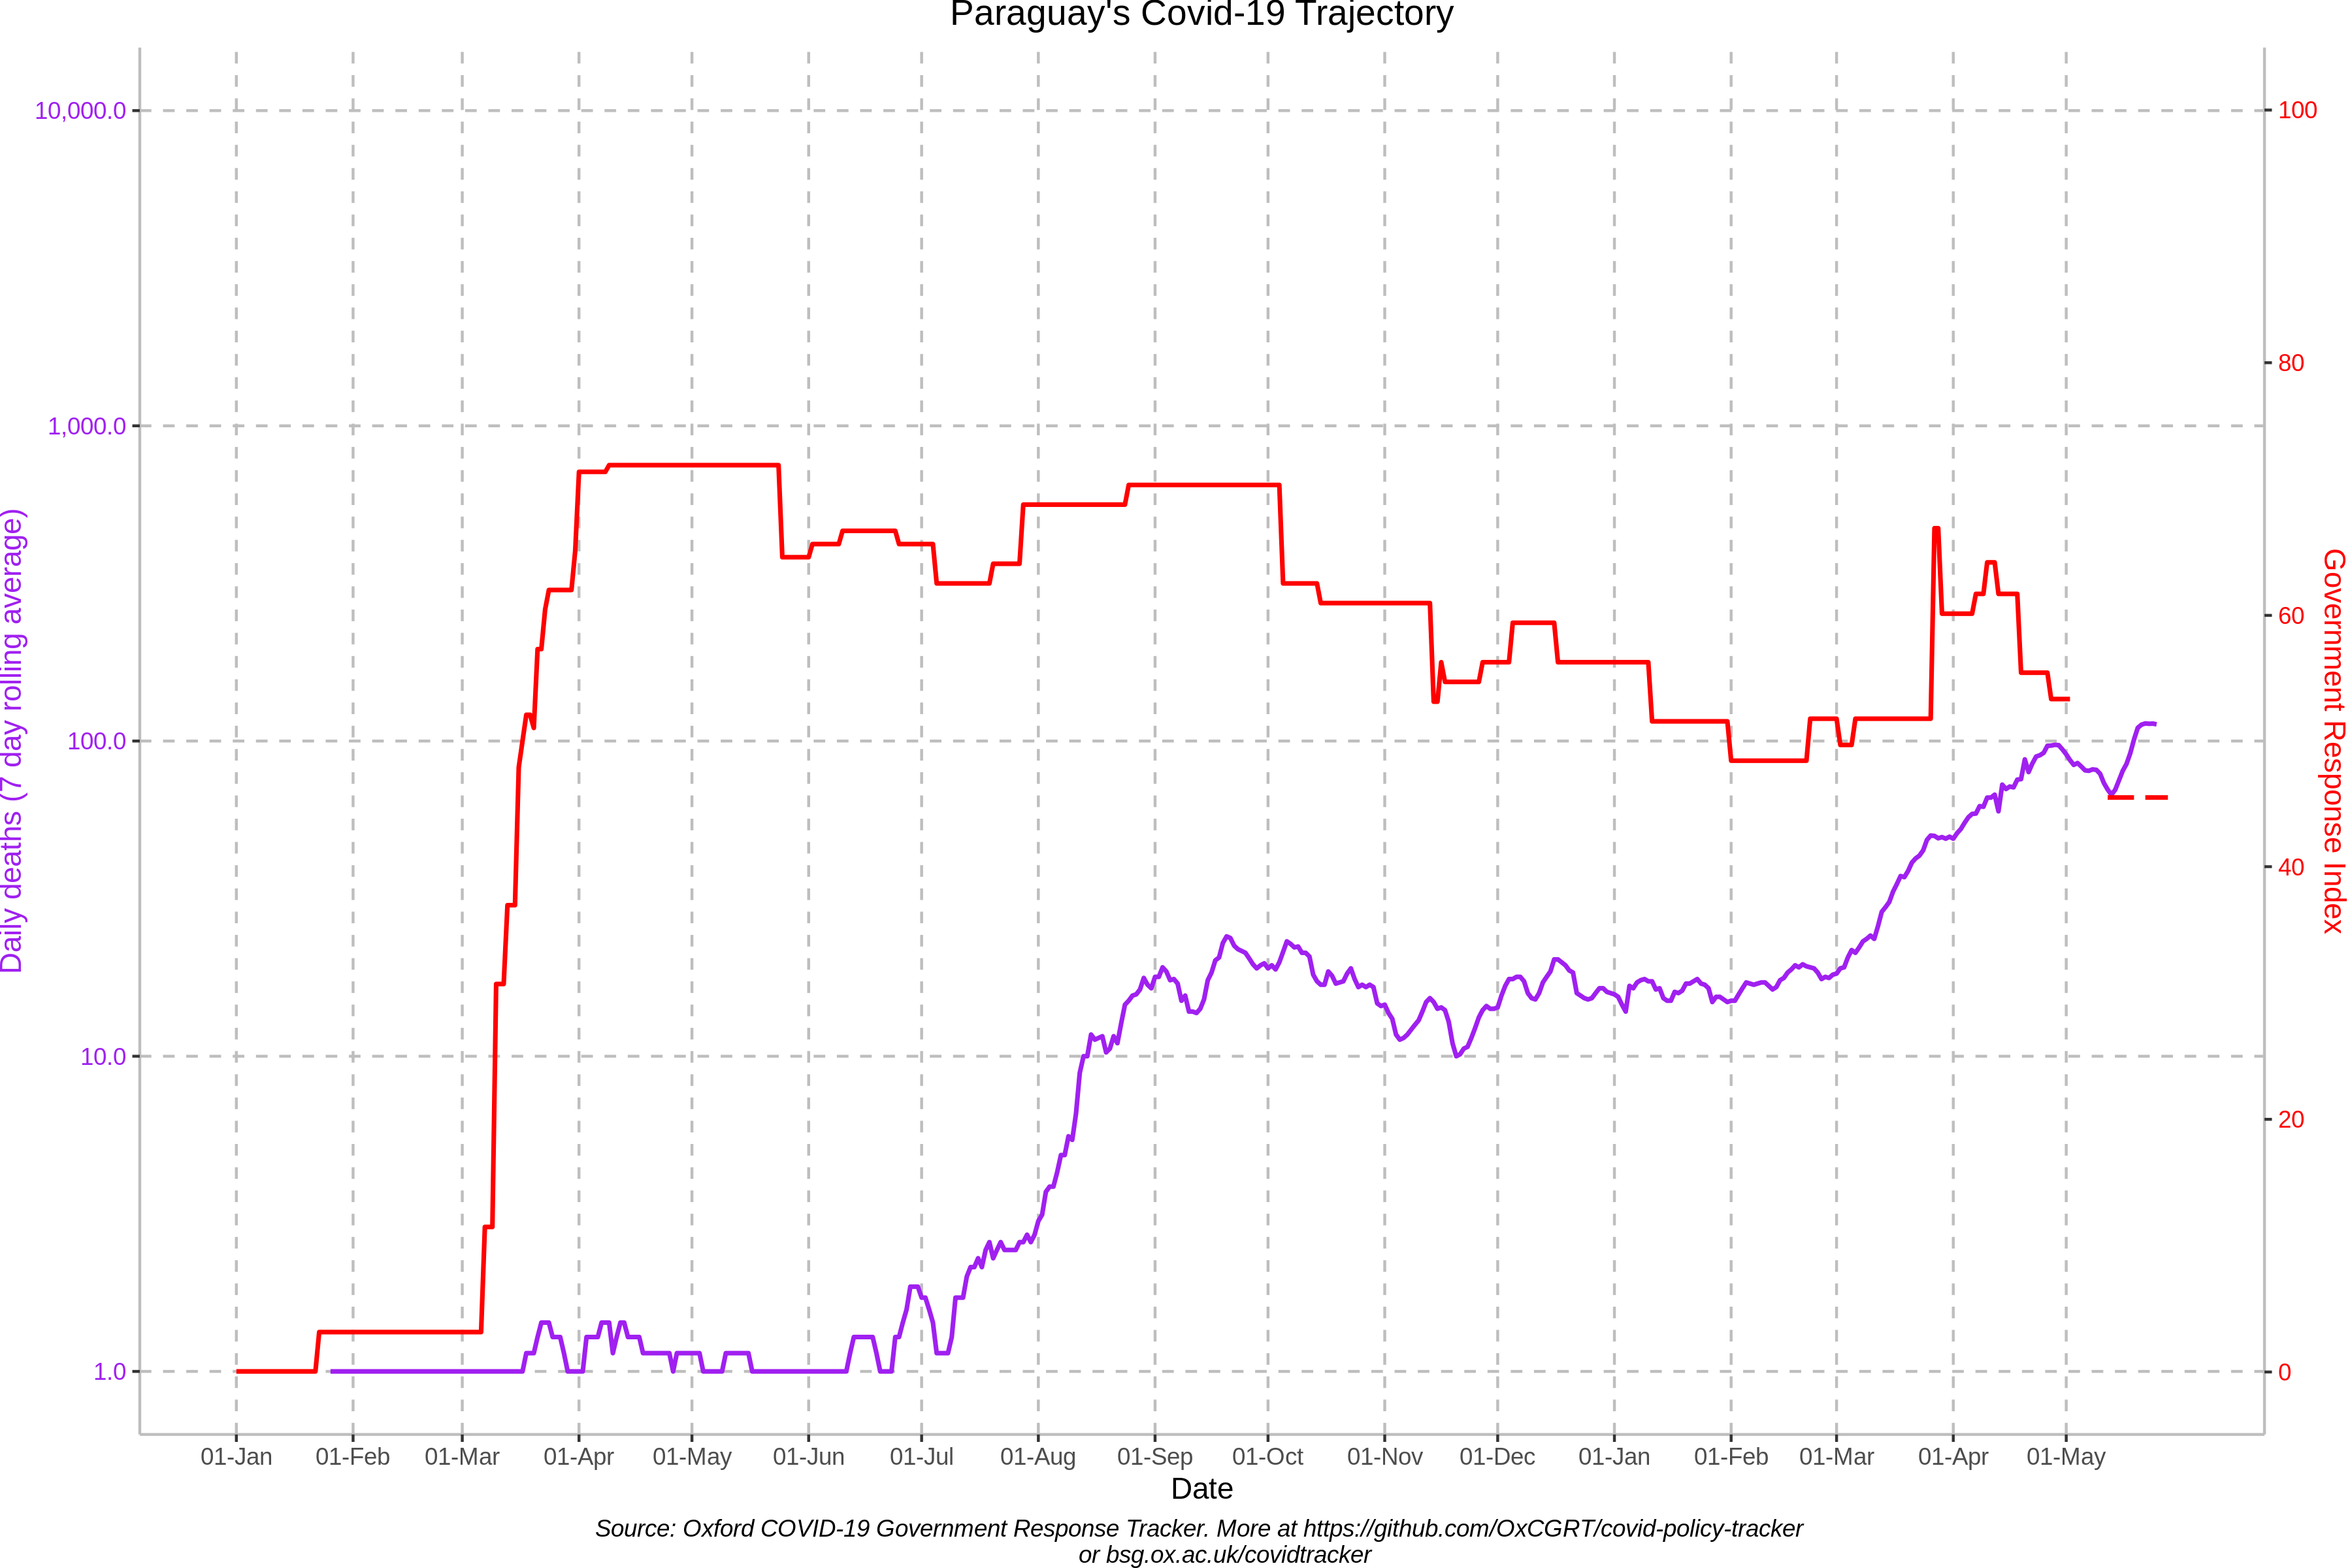 Paraguay's Covid-19 Trajectory
10,000.0
1,000.0
100.0
10.0
1.0
Daily deaths (7 day rolling average)
100
80
60
40
20
0
Government Response Index
01-Jan 01-Feb 01-Mar 01-Apr 01-May 01-Jun 01-Jul 01-Aug 01-Sep 01-Oct 01-Nov 01-Dec 01-Jan 01-Feb 01-Mar 01-Apr 01-May
Date
Source: Oxford COVID-19 Government Response Tracker. More at https://github.com/OxCGRT/covid-policy-tracker
or bsg.ox.ac.uk/covidtracker